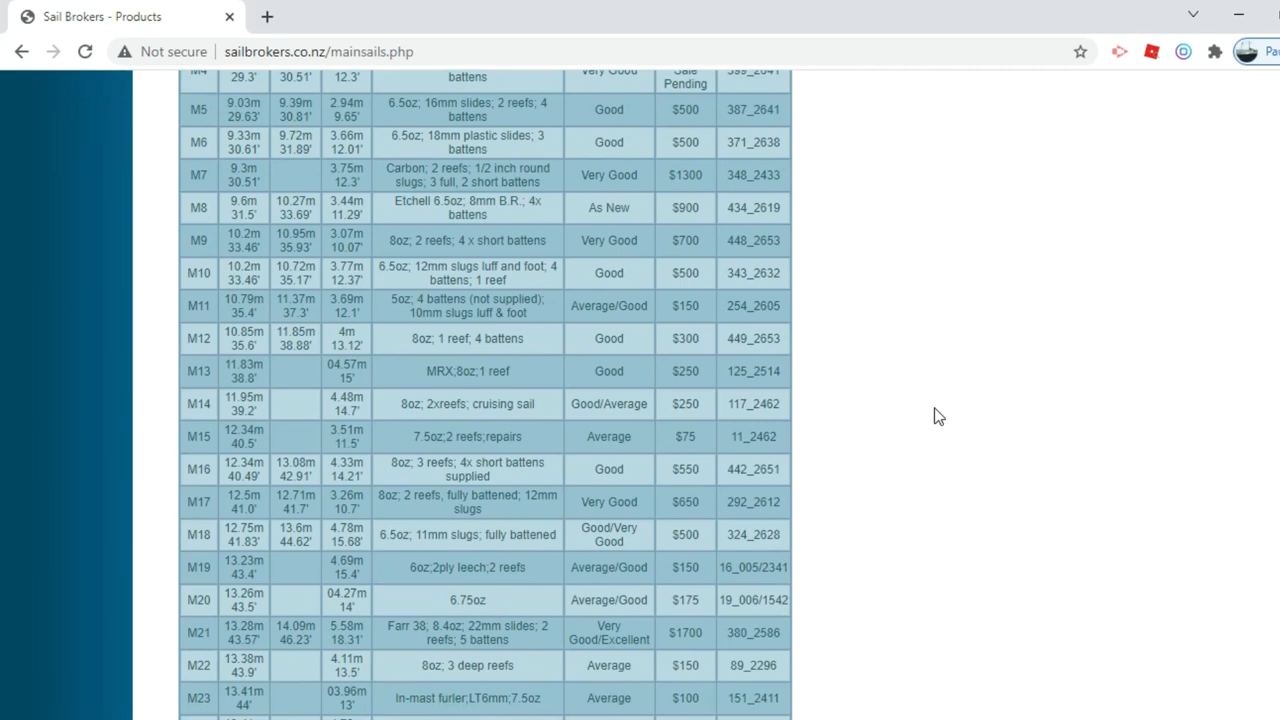 Sail Brokers - Products
Not secure sailbrokers.co.nz/mainsails.php Pa
M4 29.3' 30.51' 12.3' battens Very Good Sale Pending 399_2641
M5 9.03m 9.39m 2.94m 6.5oz; 16mm slides; 2 reefs; 4 Good $500 387_2641
29.63' 30.81' 9.65' battens
M6 9.33m 9.72m 3.66m 6.5oz; 18mm plastic slides; 3 Good $500 371_2638
30.61' 31.89' 12.01' battens
M7 9.3m 3.75m Carbon; 2 reefs; 1/2 inch round Very Good $1300 348_2433
30.51' 12.3' slugs; 3 full, 2 short battens
M8 9.6m 10.27m 3.44m Etchell 6.5oz; 8mm B.R.; 4x As New $900 434_2619
31.5' 33.69' 11.29' battens
M9 10.2m 10.95m 3.07m 8oz; 2 reefs; 4 x short battens Very Good $700 448_2653
33.46' 35.93' 10.07'
M10 10.2m 10.72m 3.77m 6.5oz; 12mm slugs luff and foot; 4 Good $500 343_2632
33.46' 35.17' 12.37' battens; 1 reef
M11 10.79m 11.37m 3.69m 5oz; 4 battens (not supplied); Average/Good $150 254_2605
35.4' 37.3' 12.1' 10mm slugs luff & foot
M12 10.85m 11.85m 4m 8oz; 1 reef; 4 battens Good $300 449_2653
35.6' 38.88' 13.12'
M13 11.83m 04.57m MRX;8oz;1 reef Good $250 125_2514
38.8' 15'
M14 11.95m 4.48m 8oz; 2xreefs; cruising sail Good/Average $250 117_2462
39.2' 14.7'
M15 12.34m 3.51m 7.5oz;2 reefs;repairs Average $75 11_2462
40.5' 11.5'
M16 12.34m 13.08m 4.33m 8oz; 3 reefs; 4x short battens Good $550 442_2651
40.49' 42.91' 14.21' supplied
M17 12.5m 12.71m 3.26m 8oz; 2 reefs, fully battened; 12mm Very Good $650 292_2612
41.0' 41.7' 10.7' slugs
M18 12.75m 13.6m 4.78m 6.5oz; 11mm slugs; fully battened Good/Very $500 324_2628
41.83' 44.62' 15.68' Good
M19 13.23m 4.69m 6oz;2ply leech;2 reefs Average/Good $150 16_005/2341
43.4' 15.4'
M20 13.26m 04.27m 6.75oz Average/Good $175 19_006/1542
43.5' 14'
M21 13.28m 14.09m 5.58m Farr 38; 8.4oz; 22mm slides; 2 Very $1700 380_2586
43.57' 46.23' 18.31' reefs; 5 battens Good/Excellent
M22 13.38m 4.11m 8oz; 3 deep reefs Average $150 89_2296
43.9' 13.5'
M23 13.41m 03.96m In-mast furler;LT6mm;7.5oz Average $100 151_2411
44' 13'